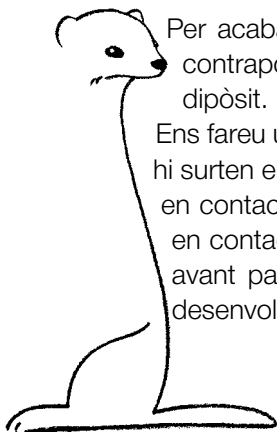 Per acaba
contrapo
dipòsit.
Ens fareu u
hi surten e
en contac
en conta
avant pa
desenvol